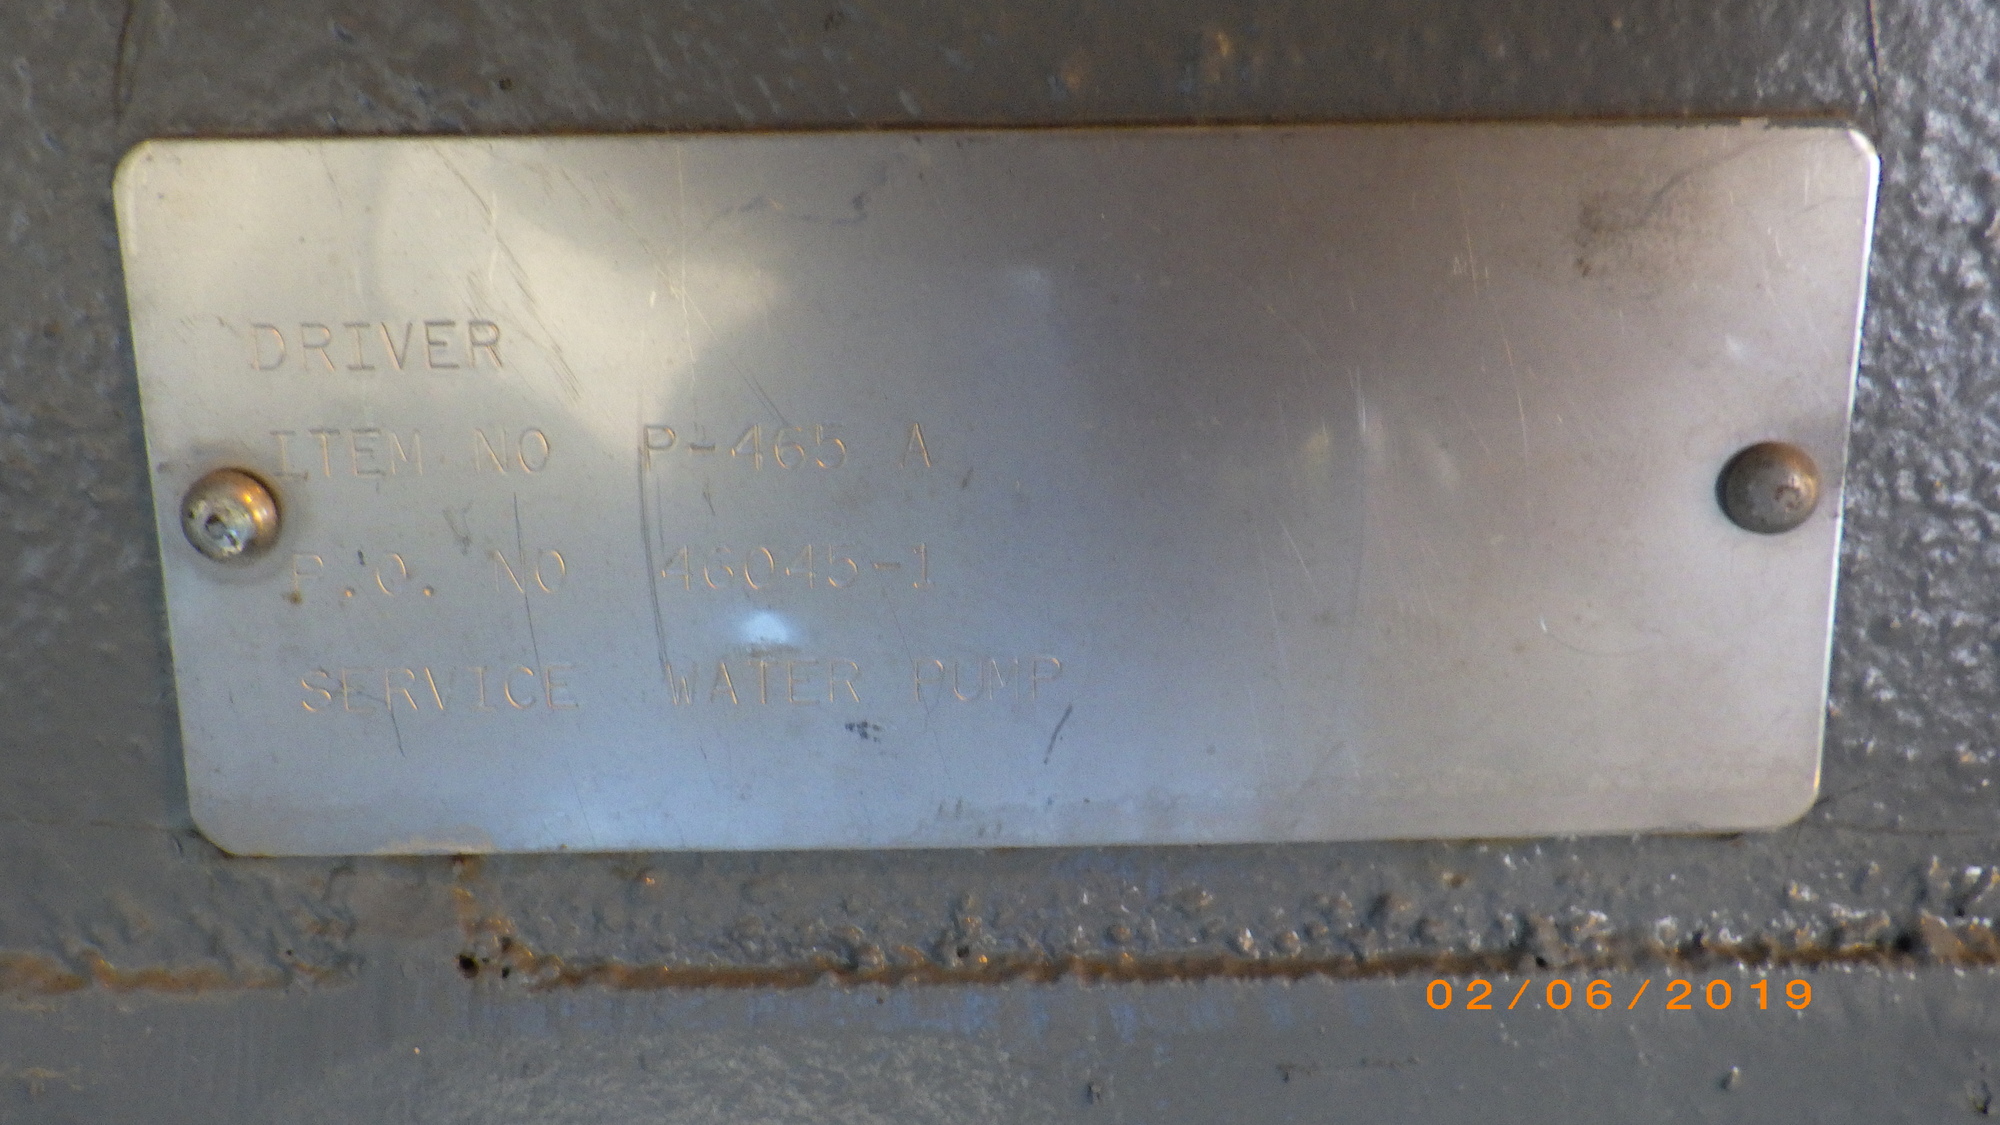 DRIVER
ITEM NO P-465 A
P.O. NO 46045-1
SERVICE WATER PUMP
02/06/2019